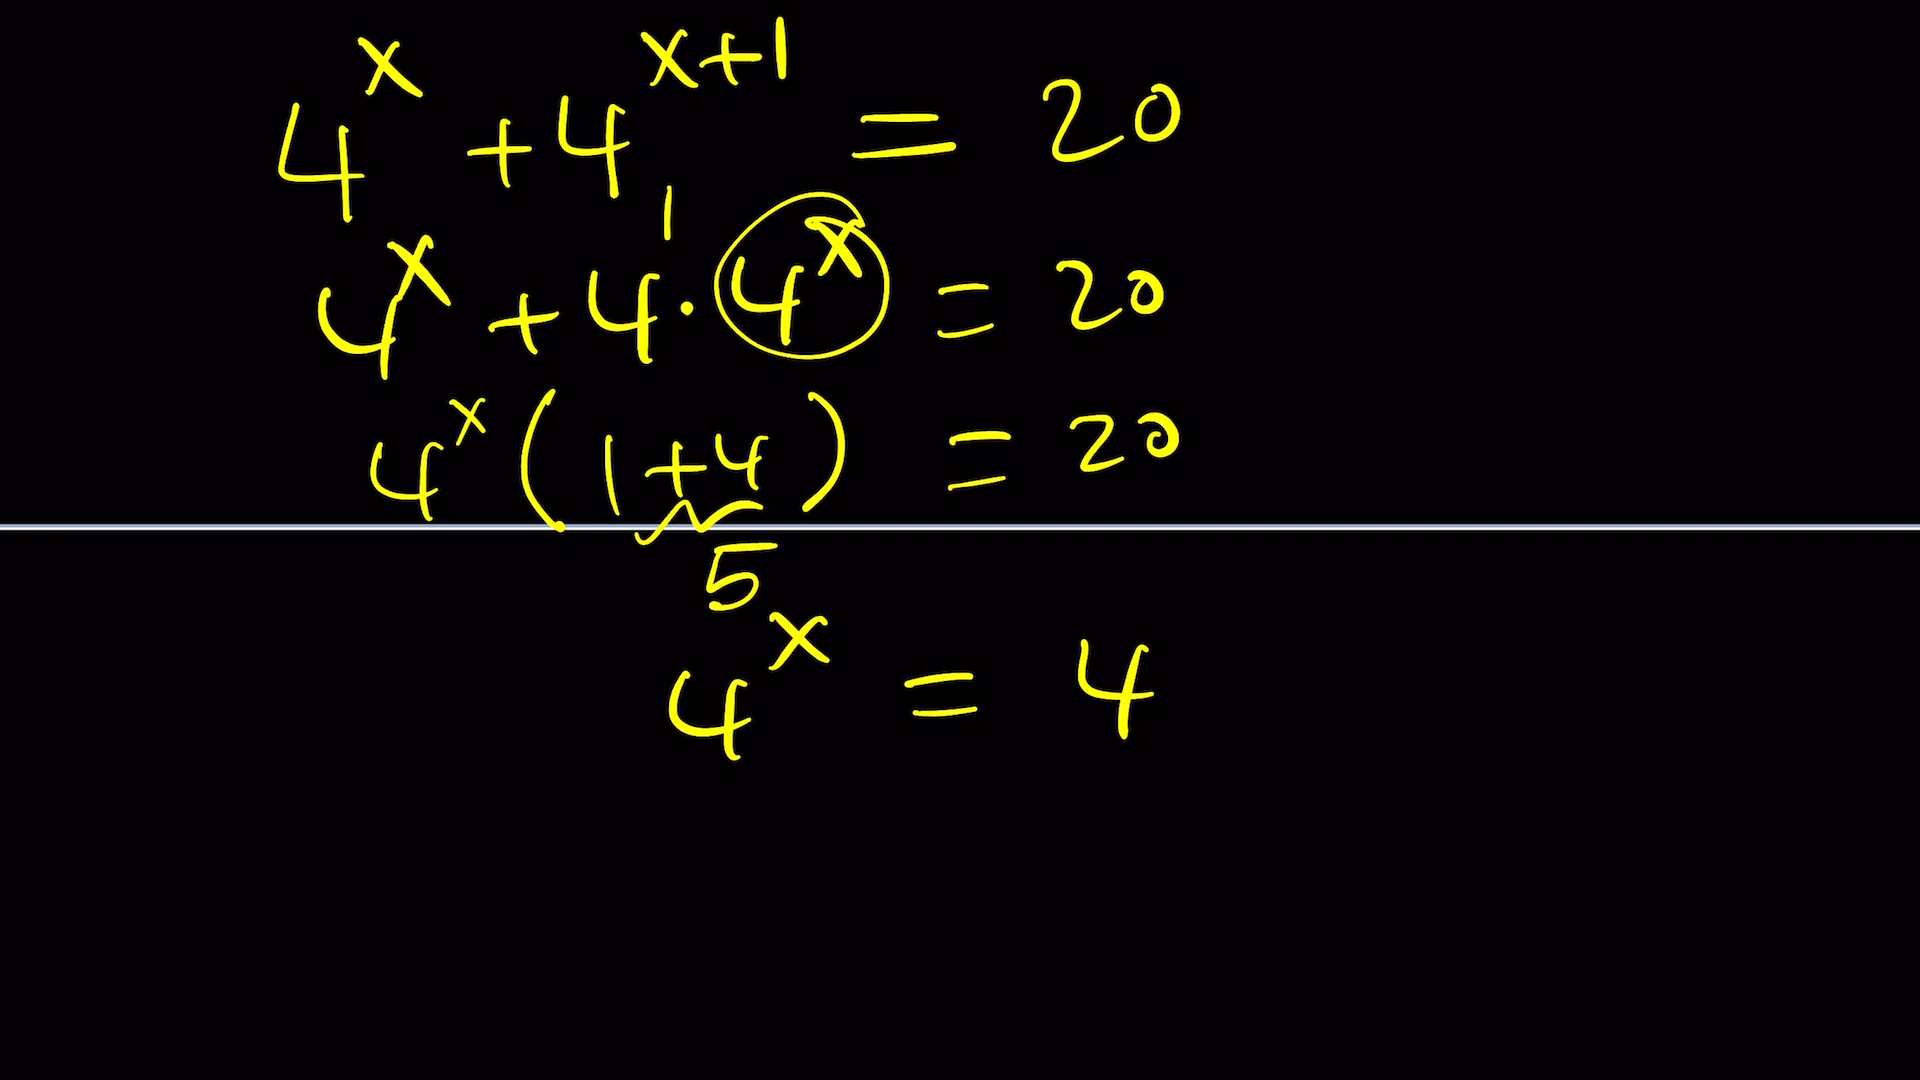 4^x + 4^{x+1} = 20
4^x + 4^1 · 4^x = 20
4^x (1+4) = 20
5
4^x = 4